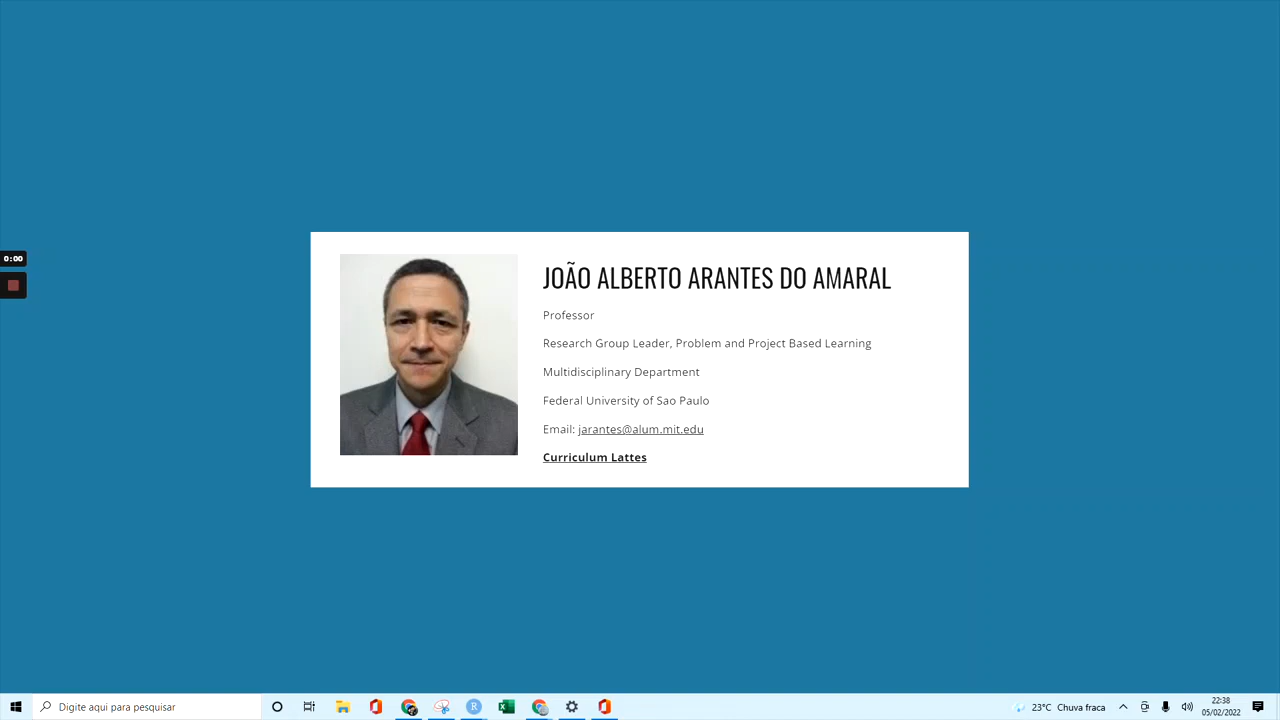 0:00
JOÃO ALBERTO ARANTES DO AMARAL
Professor
Research Group Leader, Problem and Project Based Learning
Multidisciplinary Department
Federal University of Sao Paulo
Email: jarantes@alum.mit.edu
Curriculum Lattes
Digite aqui para pesquisar
R
23°C Chuva fraca
22:38
05/02/2022